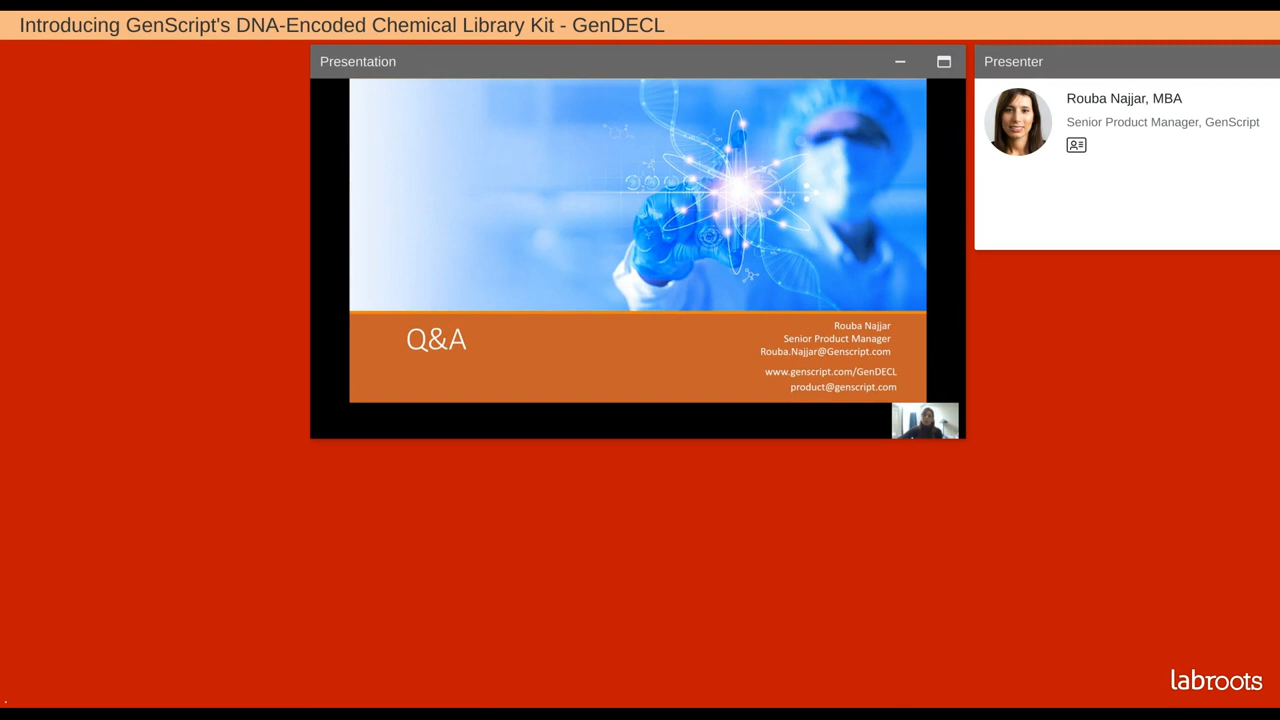 Introducing GenScript's DNA-Encoded Chemical Library Kit - GenDECL
Presentation
Presenter
Rouba Najjar, MBA
Senior Product Manager, GenScript
Q&A
Rouba Najjar
Senior Product Manager
Rouba.Najjar@Genscript.com
www.genscript.com/GenDECL
product@genscript.com
labroots